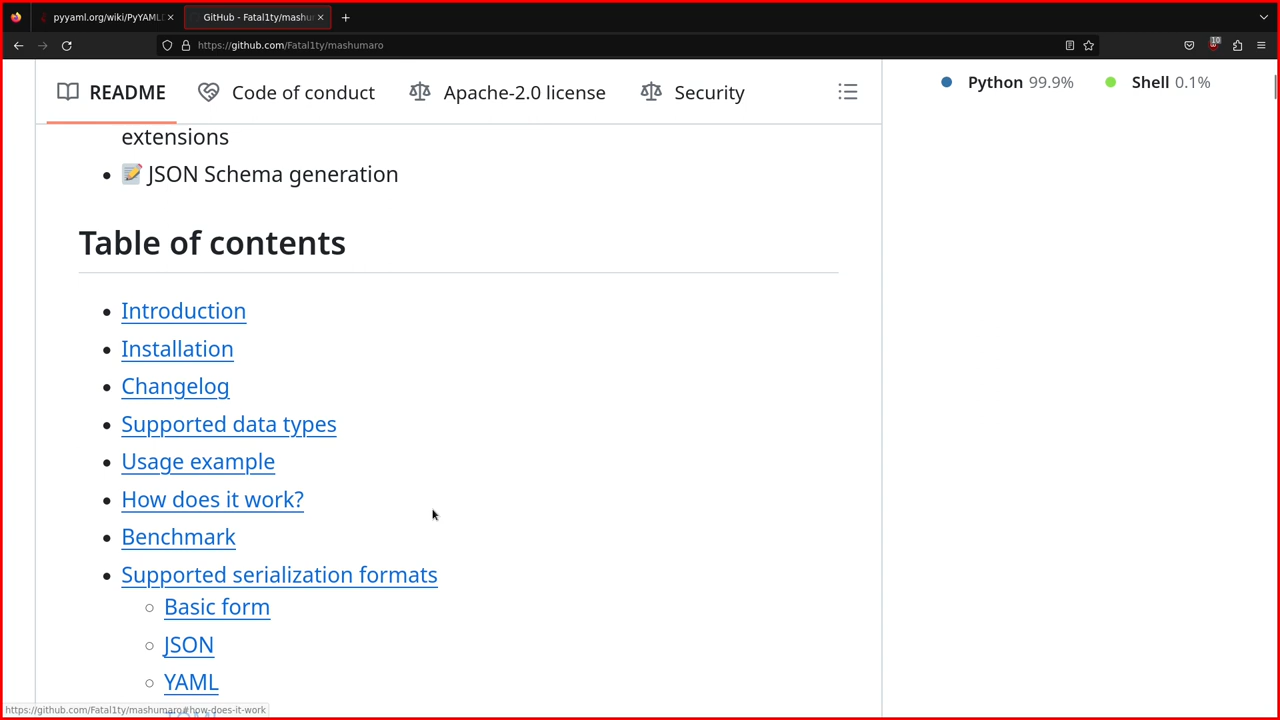 pyyaml.org/wiki/PyYAML
GitHub - Fatal1ty/mashu
https://github.com/Fatal1ty/mashumaro
10
README
Code of conduct
Apache-2.0 license
Security
Python 99.9%
Shell 0.1%
extensions
JSON Schema generation
Table of contents
Introduction
Installation
Changelog
Supported data types
Usage example
How does it work?
Benchmark
Supported serialization formats
Basic form
JSON
YAML
https://github.com/Fatal1ty/mashumaro#how-does-it-work